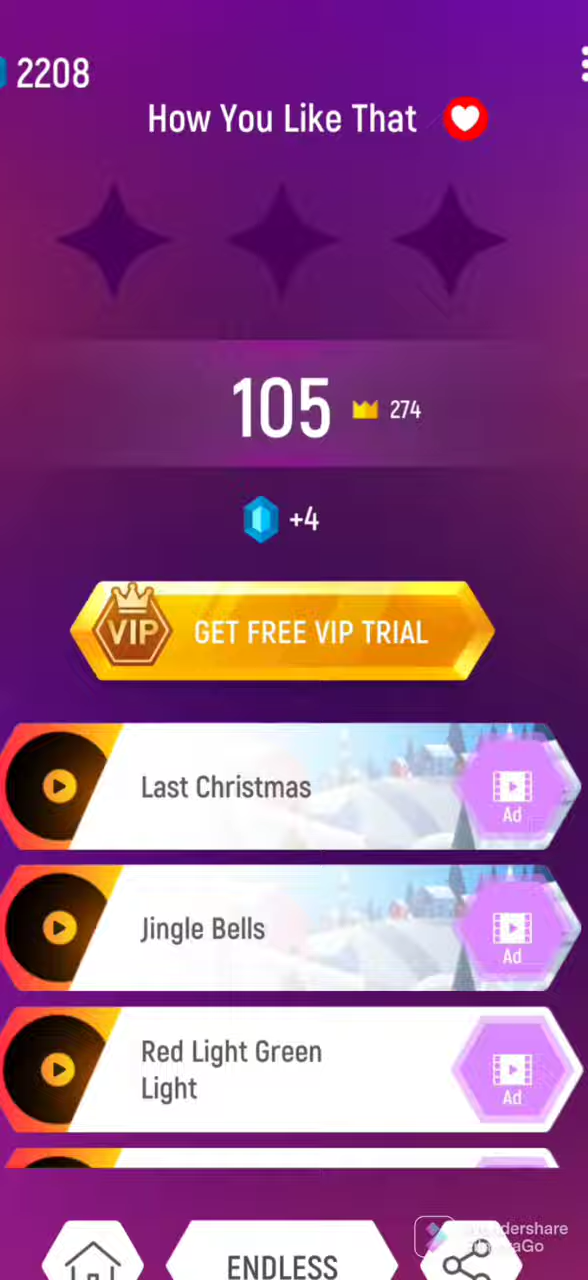 2208
How You Like That
105
274
+4
VIP
GET FREE VIP TRIAL
Last Christmas
Ad
Jingle Bells
Ad
Red Light Green
Light
Ad
ENDLESS